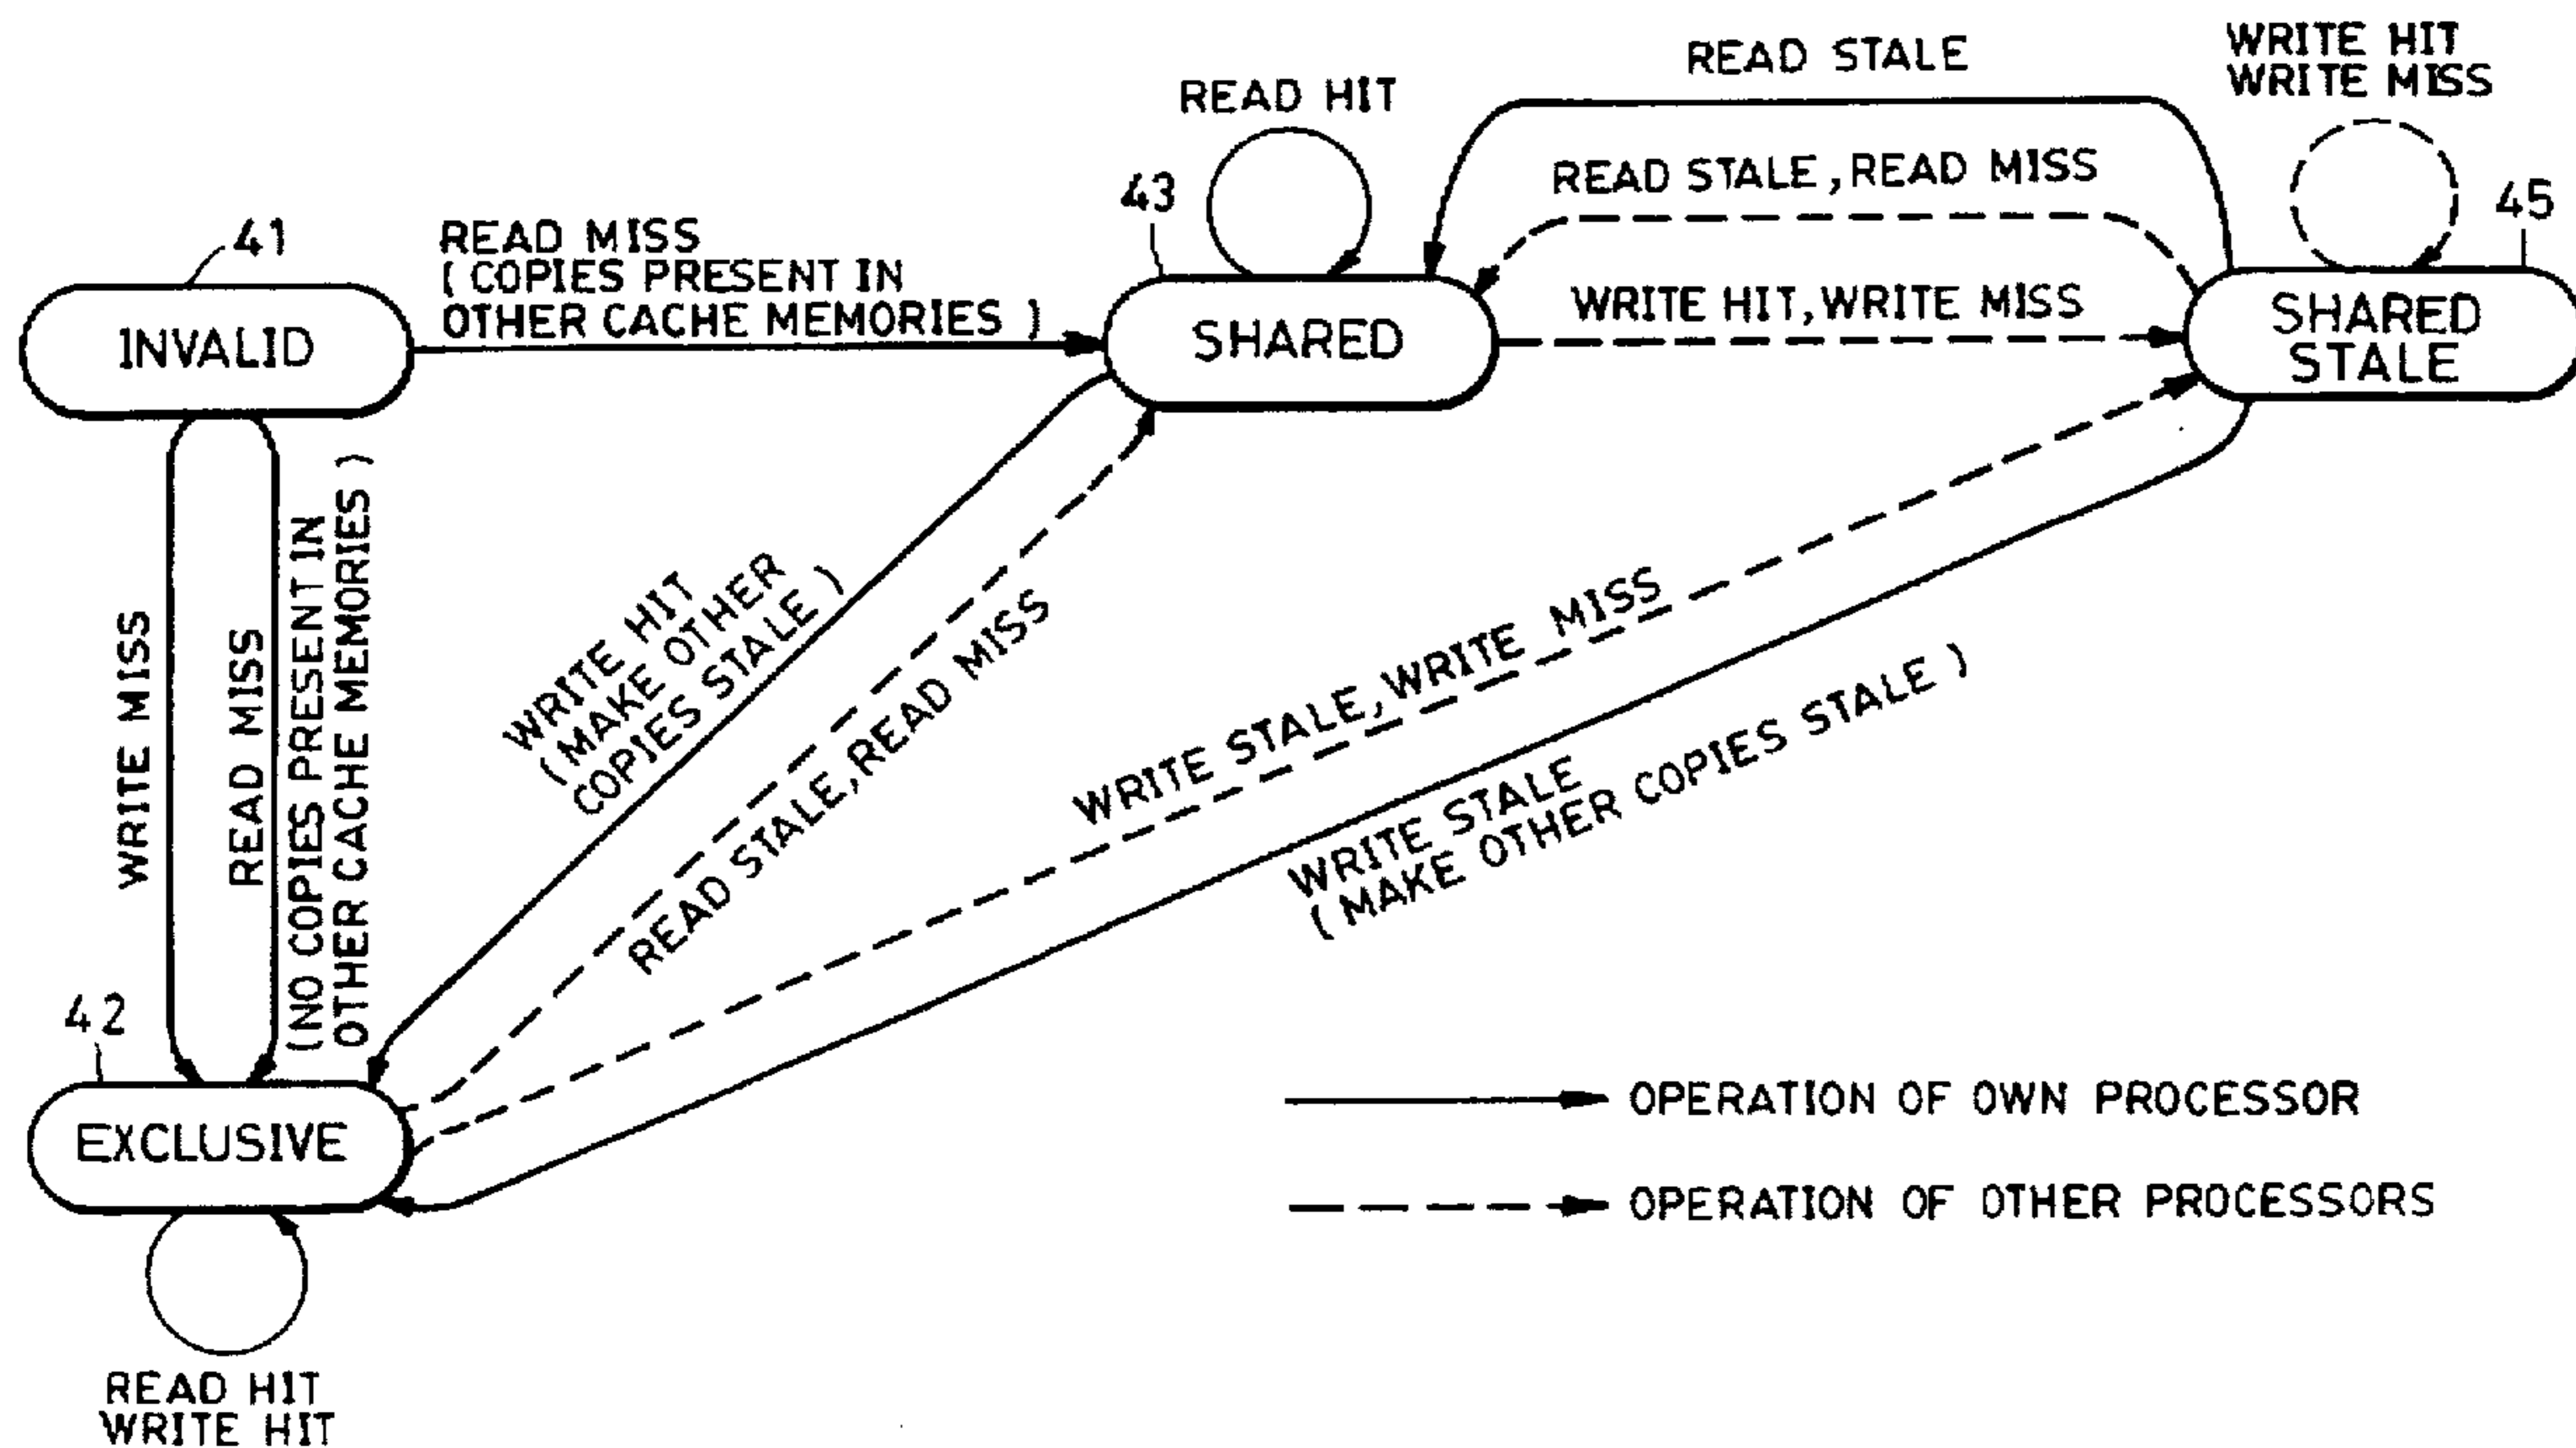 READ STALE
WRITE HIT
WRITE MISS
READ HIT
READ STALE, READ MISS
43
45
41
READ MISS
( COPIES PRESENT IN
OTHER CACHE MEMORIES )
WRITE HIT, WRITE MISS
INVALID
SHARED
SHARED
STALE
WRITE MISS
READ MISS
(NO COPIES PRESENT IN
OTHER CACHE MEMORIES )
WRITE HIT
(MAKE OTHER
COPIES STALE )
READ STALE, READ MISS
WRITE STALE, WRITE MISS
WRITE STALE
( MAKE OTHER COPIES STALE )
42
EXCLUSIVE
OPERATION OF OWN PROCESSOR
OPERATION OF OTHER PROCESSORS
READ HIT
WRITE HIT